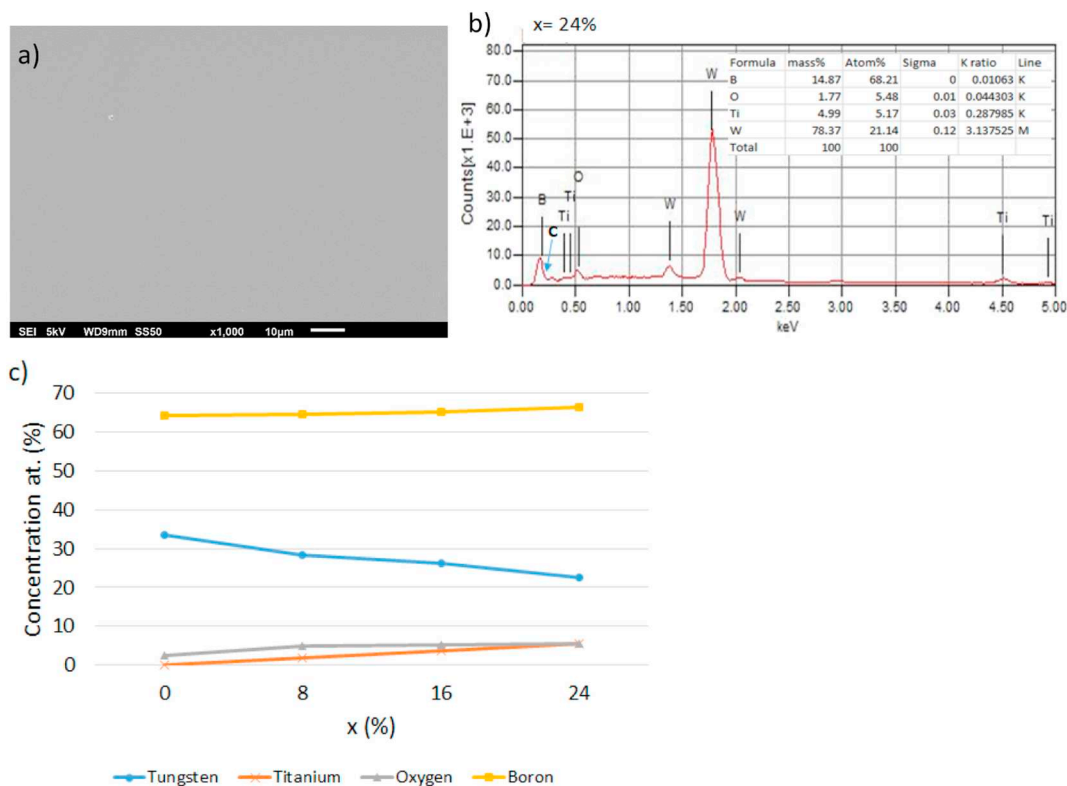 a)
SEI 5kV WD9mm SS50 x1,000 10μm
b)
x= 24%
Counts[x1.E+3]
80.0
70.0
60.0
50.0
40.0
30.0
20.0
10.0
0.0
Formula mass% Atom% Sigma K ratio Line
B 14.87 68.21 0 0.01063 K
O 1.77 5.48 0.01 0.044303 K
Ti 4.99 5.17 0.03 0.287985 K
W 78.37 21.14 0.12 3.137525 M
Total 100 100
B
C
Ti
Ti
O
W
W
W
Ti
Ti
0.00 0.50 1.00 1.50 2.00 2.50 3.00 3.50 4.00 4.50 5.00
keV
c)
Concentration at. (%)
70
60
50
40
30
20
10
0
0 8 16 24
x (%)
Tungsten Titanium Oxygen Boron